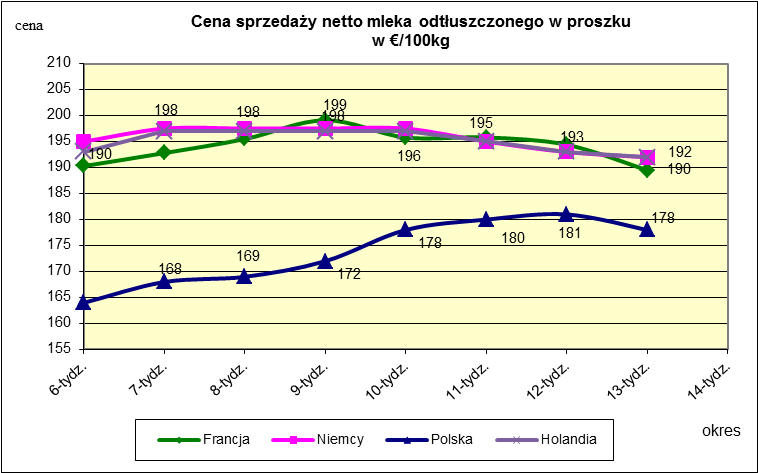 cena
Cena sprzedaży netto mleka odtłuszczonego w proszku
w €/100kg
210
205
200
195
190
185
180
175
170
165
160
155
190
198
198
199
198
196
195
193
192
190
168
169
172
178
180
181
178
6-tydz.
7-tydz.
8-tydz.
9-tydz.
10-tydz.
11-tydz.
12-tydz.
13-tydz.
14-tydz.
okres
Francja Niemcy Polska Holandia